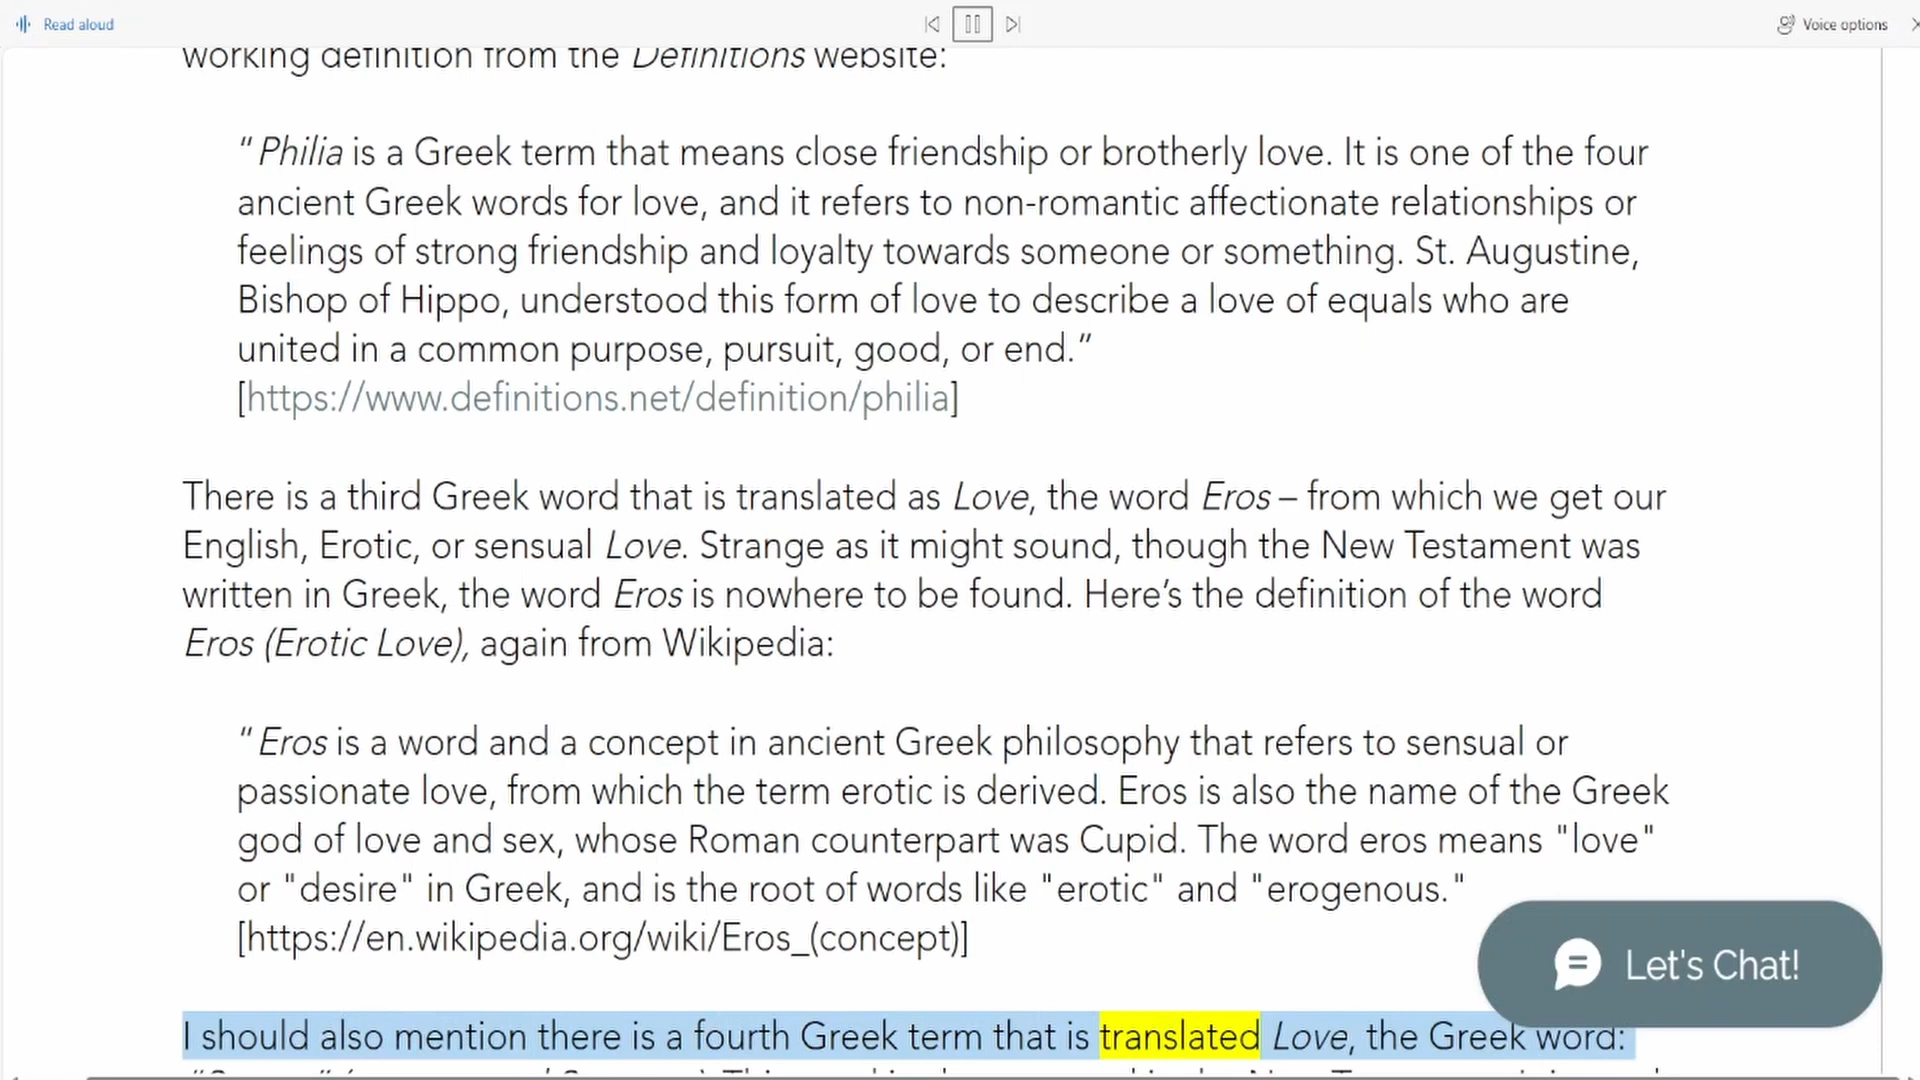 Read aloud
Voice options
working definition from the Definitions website:
“Philia is a Greek term that means close friendship or brotherly love. It is one of the four
ancient Greek words for love, and it refers to non-romantic affectionate relationships or
feelings of strong friendship and loyalty towards someone or something. St. Augustine,
Bishop of Hippo, understood this form of love to describe a love of equals who are
united in a common purpose, pursuit, good, or end.”
[https://www.definitions.net/definition/philia]
There is a third Greek word that is translated as Love, the word Eros – from which we get our
English, Erotic, or sensual Love. Strange as it might sound, though the New Testament was
written in Greek, the word Eros is nowhere to be found. Here’s the definition of the word
Eros (Erotic Love), again from Wikipedia:
“Eros is a word and a concept in ancient Greek philosophy that refers to sensual or
passionate love, from which the term erotic is derived. Eros is also the name of the Greek
god of love and sex, whose Roman counterpart was Cupid. The word eros means "love"
or "desire" in Greek, and is the root of words like "erotic" and "erogenous."
[https://en.wikipedia.org/wiki/Eros_(concept)]
Let's Chat!
I should also mention there is a fourth Greek term that is translated Love, the Greek word: